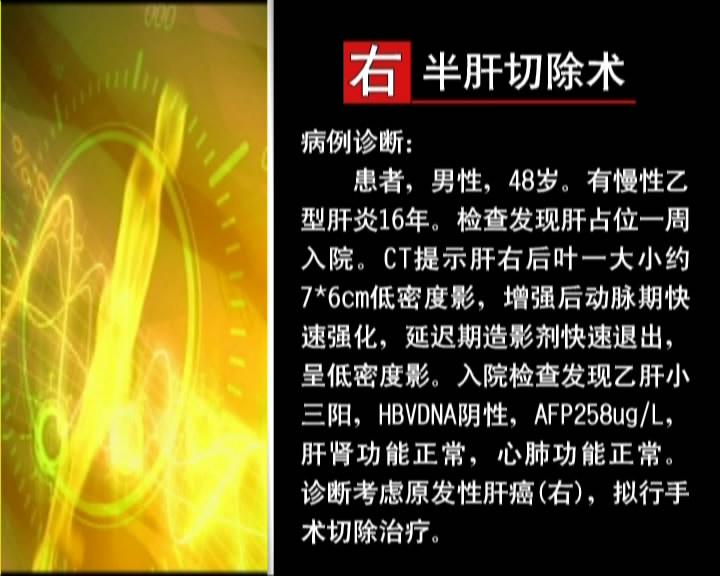 右半肝切除术
病例诊断：
患者，男性，48岁。有慢性乙
型肝炎16年。检查发现肝占位一周
入院。CT提示肝右后叶一大小约
7*6cm低密度影，增强后动脉期快
速强化，延迟期造影剂快速退出，
呈低密度影。入院检查发现乙肝小
三阳，HBVDNA阴性，AFP258ug/L，
肝肾功能正常，心肺功能正常。
诊断考虑原发性肝癌(右)，拟行手
术切除治疗。